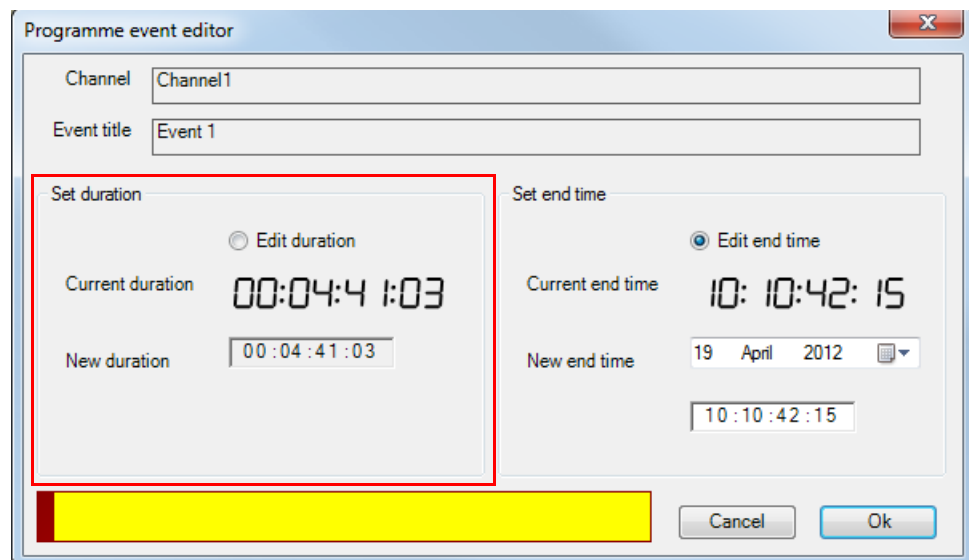 Programme event editor
Channel Channel1
Event title Event 1
Set duration
Edit duration
Current duration 00:04:41:03
New duration 00:04:41:03
Set end time
Edit end time
Current end time 10:10:42:15
New end time 19 April 2012
10:10:42:15
Cancel Ok